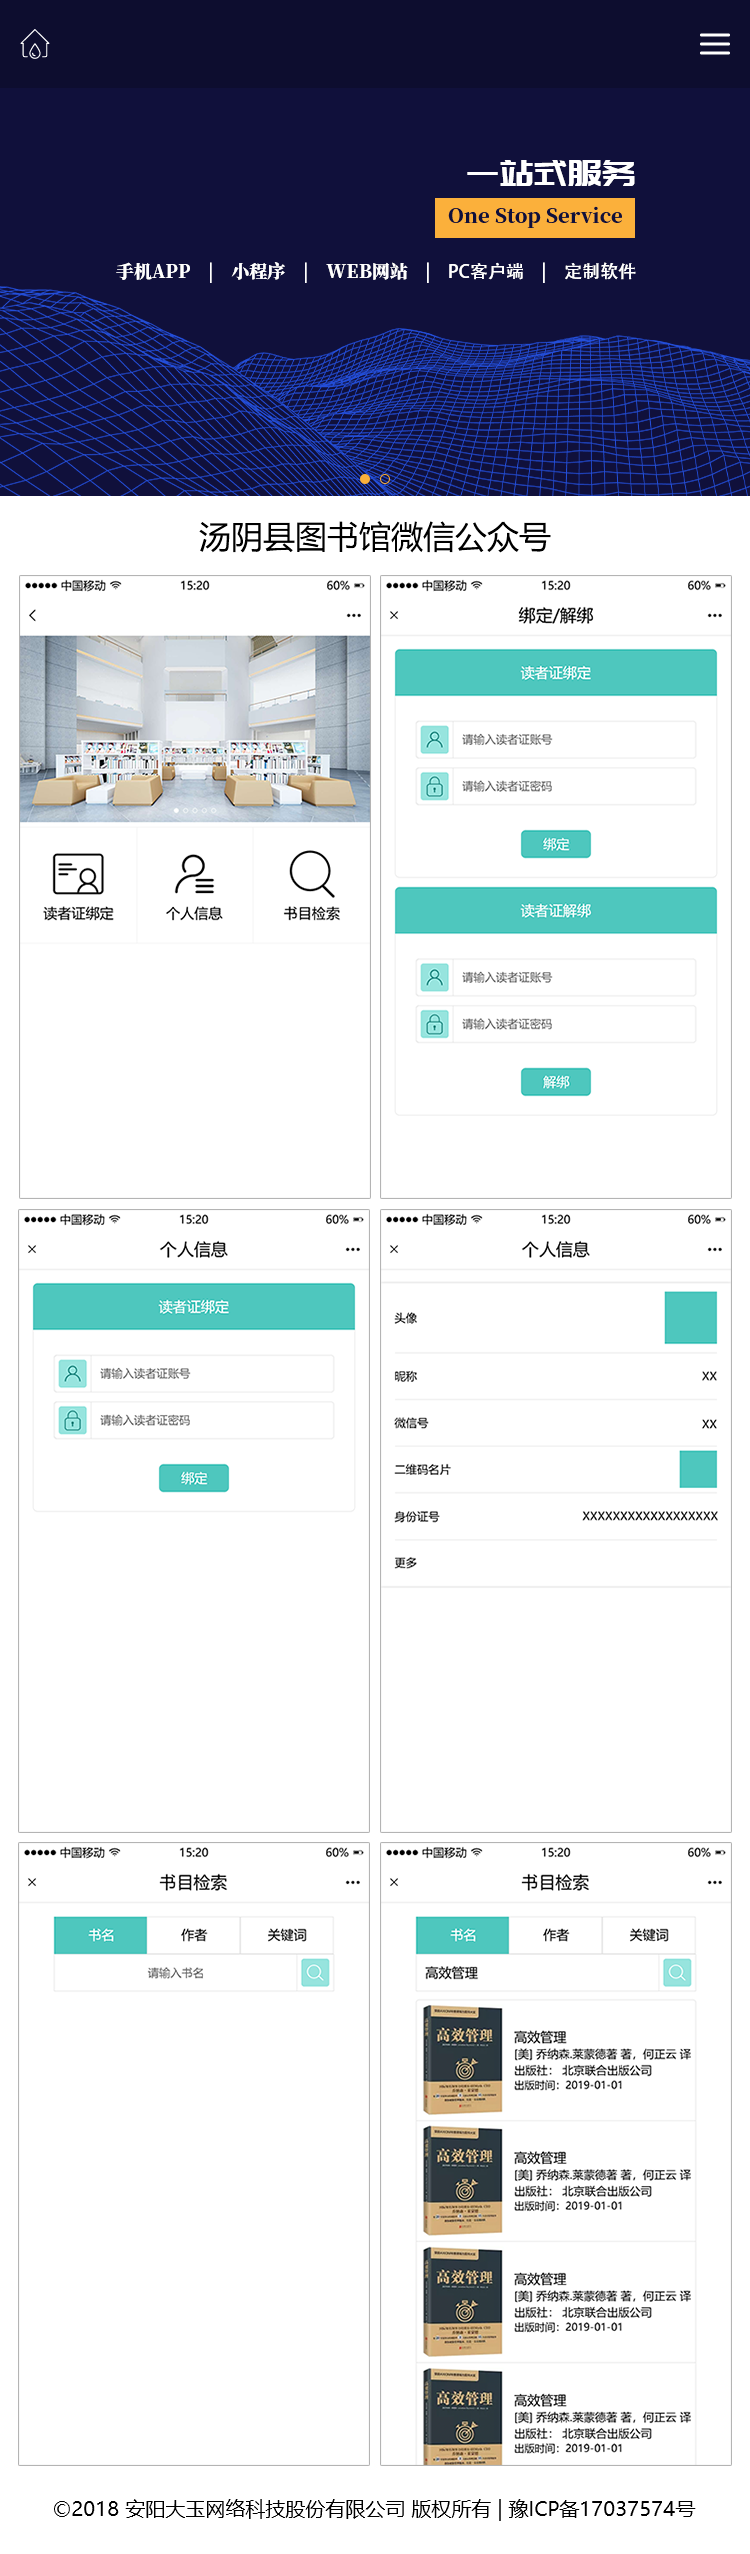 一站式服务
One Stop Service
手机APP | 小程序 | WEB网站 | PC客户端 | 定制软件
汤阴县图书馆微信公众号
中国移动 15:20 60%
读者证绑定 个人信息 书目检索
中国移动 15:20 60%
绑定/解绑
读者证绑定
请输入读者证账号
请输入读者证密码
绑定
读者证解绑
请输入读者证账号
请输入读者证密码
解绑
中国移动 15:20 60%
个人信息
读者证绑定
请输入读者证账号
请输入读者证密码
绑定
中国移动 15:20 60%
个人信息
头像
昵称 XX
微信号 XX
二维码名片
身份证号 XXXXXXXXXXXXXXXXXX
更多
中国移动 15:20 60%
书目检索
书名 作者 关键词
请输入书名
中国移动 15:20 60%
书目检索
书名 作者 关键词
高效管理
高效管理
高效管理
[美] 乔纳森.莱蒙德著 著，何正云 译
出版社： 北京联合出版公司
出版时间：2019-01-01
高效管理
高效管理
[美] 乔纳森.莱蒙德著 著，何正云 译
出版社： 北京联合出版公司
出版时间：2019-01-01
高效管理
高效管理
[美] 乔纳森.莱蒙德著 著，何正云 译
出版社： 北京联合出版公司
出版时间：2019-01-01
高效管理
高效管理
[美] 乔纳森.莱蒙德著 著，何正云 译
出版社： 北京联合出版公司
出版时间：2019-01-01
©2018 安阳大玉网络科技股份有限公司 版权所有 | 豫ICP备17037574号